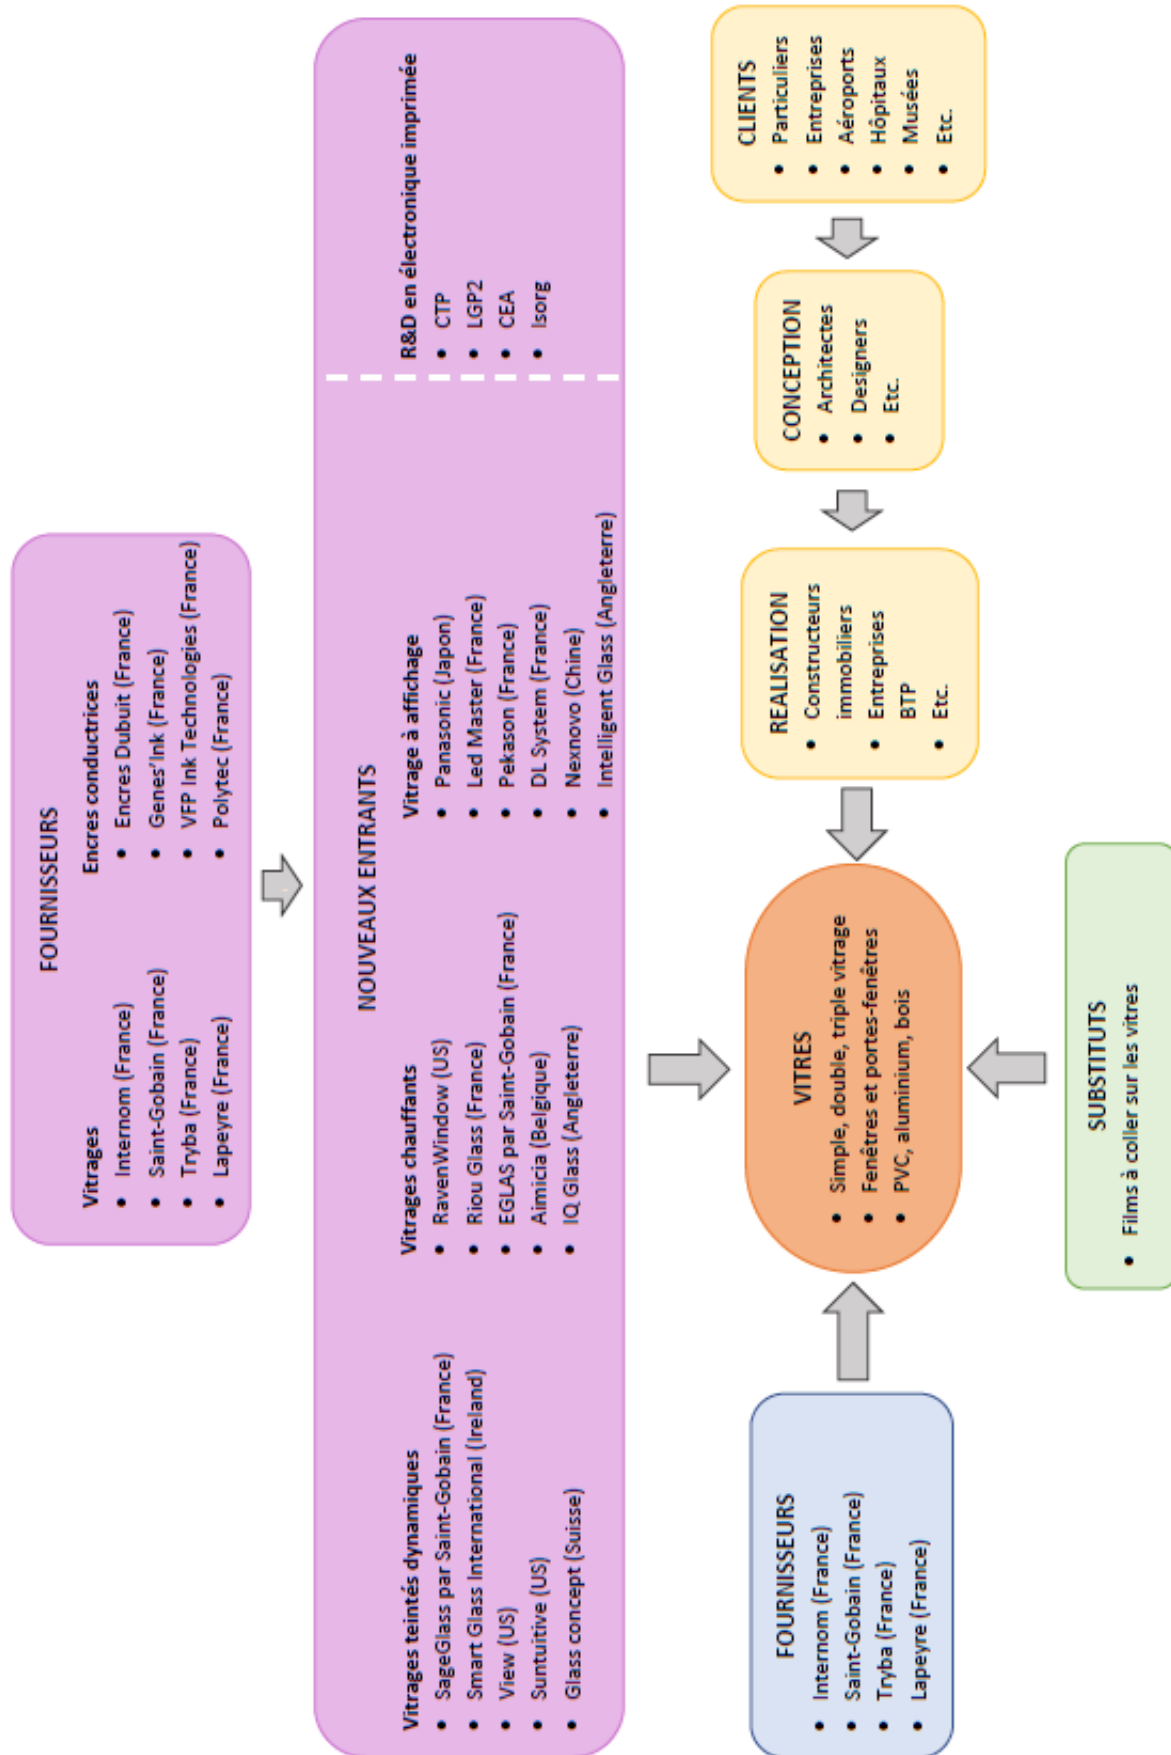 FOURNISSEURS
Vitrages
• Internom (France)
• Saint-Gobain (France)
• Tryba (France)
• Lapeyre (France)
Encres conductrices
• Encres Dubuit (France)
• Genes'Ink (France)
• VFP Ink Technologies (France)
• Polytec (France)
NOUVEAUX ENTRANTS
Vitrages teintés dynamiques
• SageGlass par Saint-Gobain (France)
• Smart Glass International (Ireland)
• View (US)
• Suntuitive (US)
• Glass concept (Suisse)
Vitrages chauffants
• RavenWindow (US)
• Riou Glass (France)
• EGLAS par Saint-Gobain (France)
• Aimicia (Belgique)
• IQ Glass (Angleterre)
Vitrage à affichage
• Panasonic (Japon)
• Led Master (France)
• Pekason (France)
• DL System (France)
• Nexnovo (Chine)
• Intelligent Glass (Angleterre)
R&D en électronique imprimée
• CTP
• LGP2
• CEA
• Isorg
FOURNISSEURS
• Internom (France)
• Saint-Gobain (France)
• Tryba (France)
• Lapeyre (France)
VITRES
• Simple, double, triple vitrage
• Fenêtres et portes-fenêtres
• PVC, aluminium, bois
REALISATION
• Constructeurs
immobiliers
• Entreprises
BTP
• Etc.
CONCEPTION
• Architectes
• Designers
• Etc.
CLIENTS
• Particuliers
• Entreprises
• Aéroports
• Hôpitaux
• Musées
• Etc.
SUBSTITUTS
• Films à coller sur les vitres